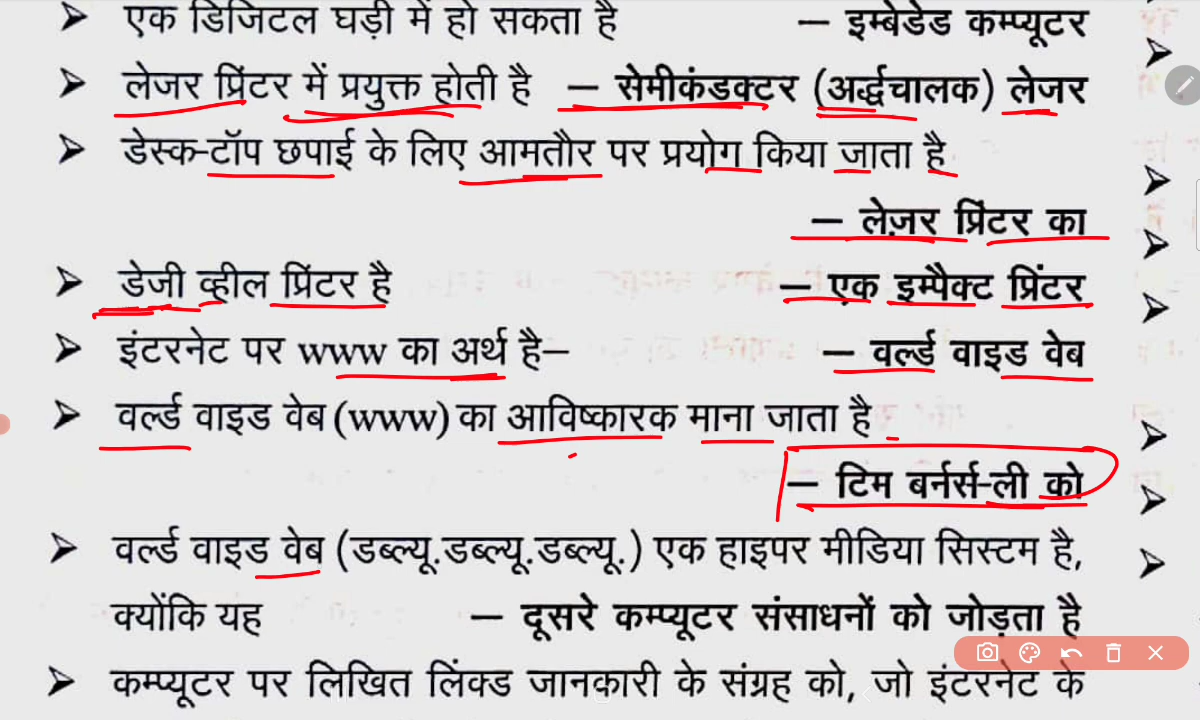 ➢ एक डिजिटल घड़ी में हो सकता है – इम्बेडेड कम्प्यूटर
➢ लेजर प्रिंटर में प्रयुक्त होती है – सेमीकंडक्टर (अर्द्धचालक) लेजर
➢ डेस्क-टॉप छपाई के लिए आमतौर पर प्रयोग किया जाता है
– लेज़र प्रिंटर का
➢ डेजी व्हील प्रिंटर है – एक इम्पैक्ट प्रिंटर
➢ इंटरनेट पर www का अर्थ है– – वर्ल्ड वाइड वेब
➢ वर्ल्ड वाइड वेब (www) का आविष्कारक माना जाता है
– टिम बर्नर्स-ली को
➢ वर्ल्ड वाइड वेब (डब्ल्यू.डब्ल्यू.डब्ल्यू.) एक हाइपर मीडिया सिस्टम है,
क्योंकि यह – दूसरे कम्प्यूटर संसाधनों को जोड़ता है
➢ कम्प्यूटर पर लिखित लिंक्ड जानकारी के संग्रह को, जो इंटरनेट के